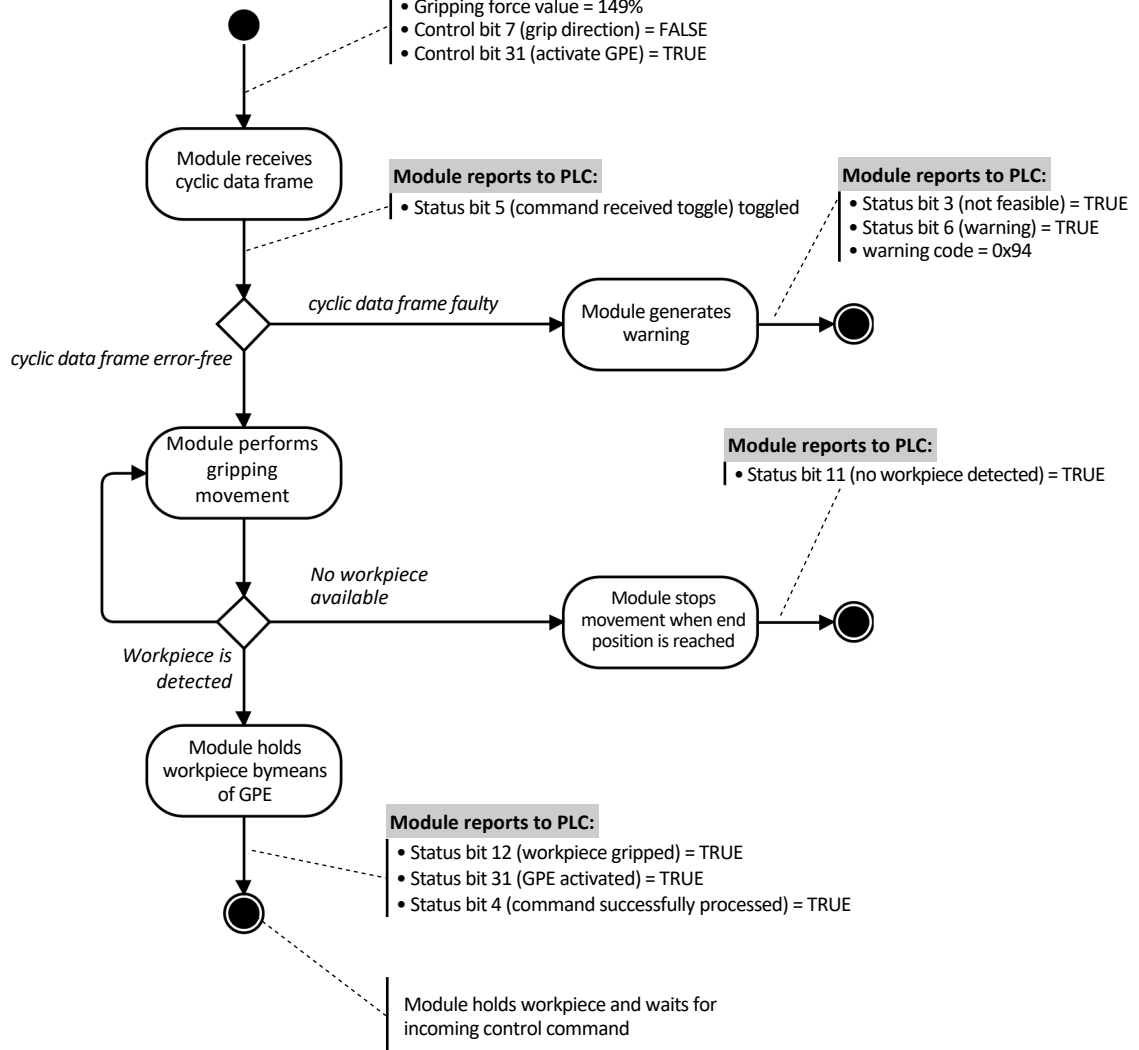 • Gripping force value = 149%
• Control bit 7 (grip direction) = FALSE
• Control bit 31 (activate GPE) = TRUE
Module receives
cyclic data frame
Module reports to PLC:
• Status bit 5 (command received toggle) toggled
Module reports to PLC:
• Status bit 3 (not feasible) = TRUE
• Status bit 6 (warning) = TRUE
• warning code = 0x94
cyclic data frame faulty
Module generates
warning
cyclic data frame error-free
Module performs
gripping
movement
Module reports to PLC:
• Status bit 11 (no workpiece detected) = TRUE
No workpiece
available
Module stops
movement when end
position is reached
Workpiece is
detected
Module holds
workpiece bymeans
of GPE
Module reports to PLC:
• Status bit 12 (workpiece gripped) = TRUE
• Status bit 31 (GPE activated) = TRUE
• Status bit 4 (command successfully processed) = TRUE
Module holds workpiece and waits for
incoming control command